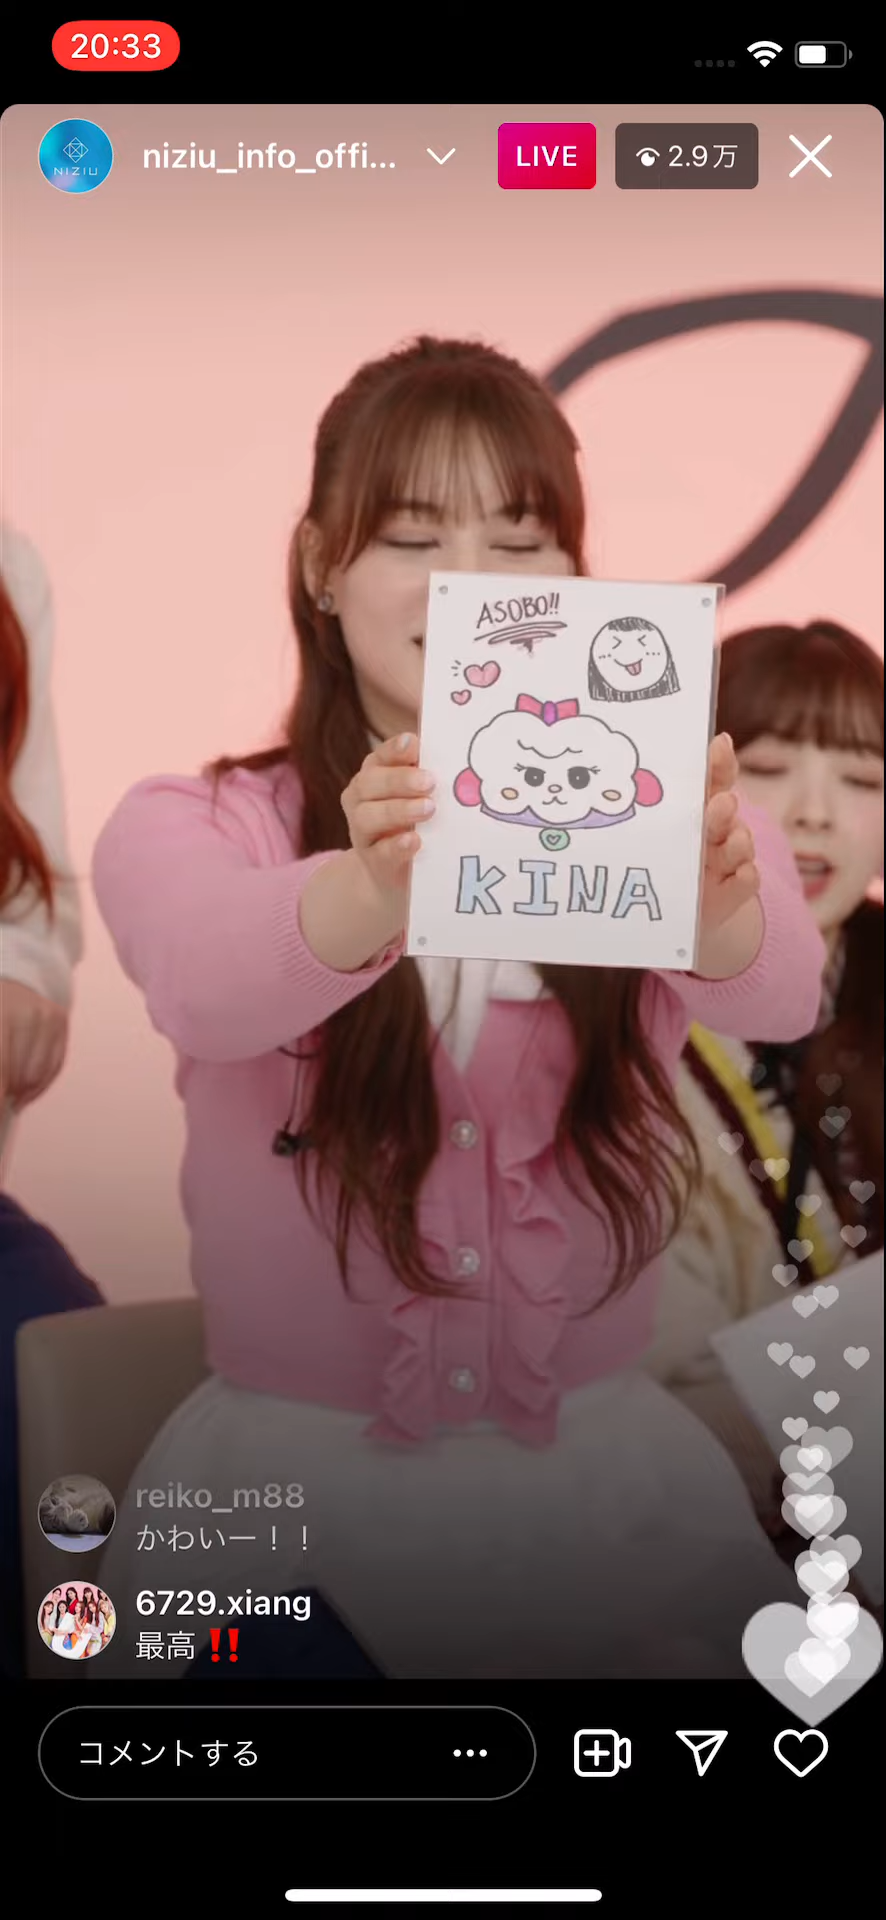 20:33
NIZIU
niziu_info_offi...
LIVE
2.9万
ASOBO!!
KINA
reiko_m88
かわいー！！
6729.xiang
最高‼️
コメントする